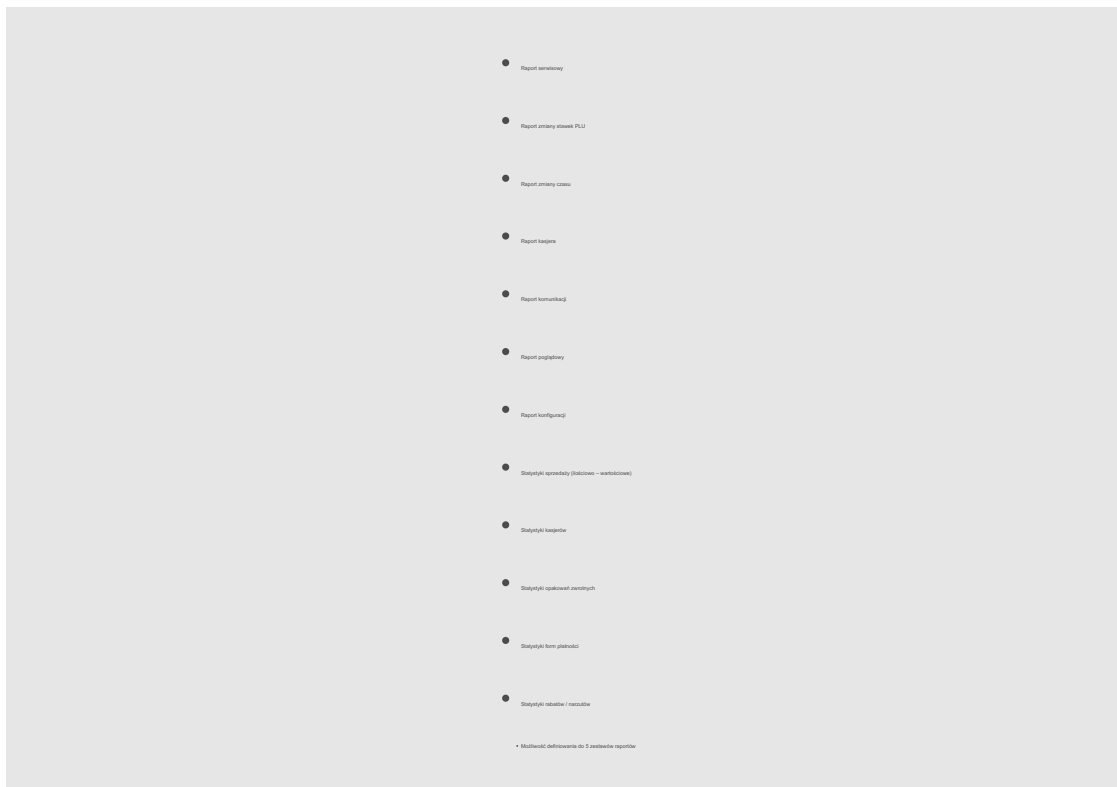 Raport serwisowy
Raport zmiany stawek PLU
Raport zmiany czasu
Raport kasjera
Raport komunikacji
Raport poglądowy
Raport konfiguracji
Statystyki sprzedaży (ilościowo – wartościowe)
Statystyki kasjerów
Statystyki opakowań zwrotnych
Statystyki form płatności
Statystyki rabatów / narzutów
• Możliwość definiowania do 5 zestawów raportów